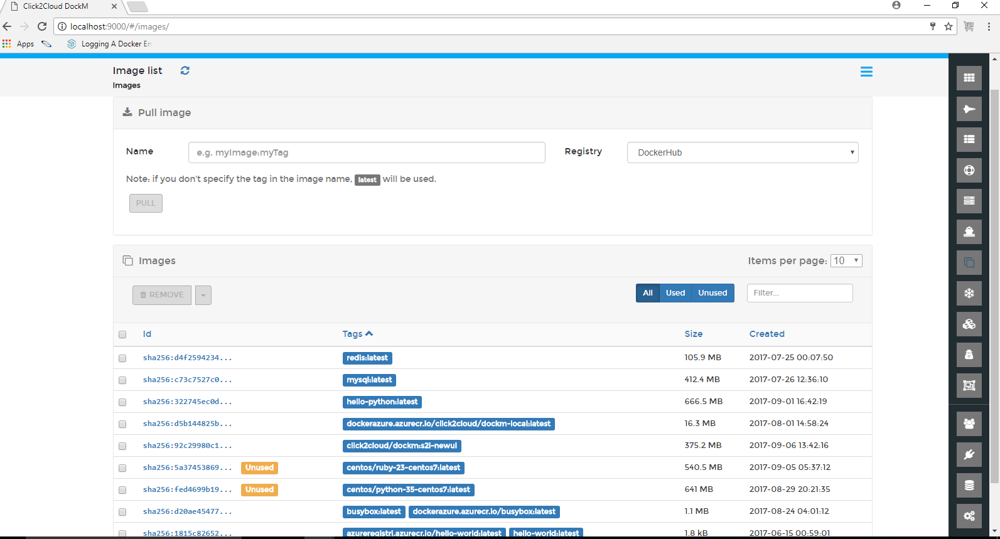 Click2Cloud DockM
localhost:9000/#/images/
Apps Logging A Docker En
Image list
Images
Pull image
Name e.g. myImage:myTag Registry DockerHub
Note: if you don't specify the tag in the image name, latest will be used.
PULL
Images Items per page: 10
REMOVE All Used Unused Filter...
Id Tags Size Created
sha256:d4f2594234... redis:latest 105.9 MB 2017-07-25 00:07:50
sha256:c73c7527c0... mysql:latest 412.4 MB 2017-07-26 12:36:10
sha256:322745ec0d... hello-python:latest 666.5 MB 2017-09-01 16:42:19
sha256:d5b144825b... dockerazure.azurecr.io/click2cloud/dockm-local:latest 16.3 MB 2017-08-01 14:58:24
sha256:92c29980c1... click2cloud/dockm:s2i-newui 375.2 MB 2017-09-06 13:42:16
sha256:5a37453869... Unused centos/ruby-23-centos7:latest 540.5 MB 2017-09-05 05:37:12
sha256:fed4699b19... Unused centos/python-35-centos7:latest 641 MB 2017-08-29 20:21:35
sha256:d20ae45477... busybox:latest dockerazure.azurecr.io/busybox:latest 1.1 MB 2017-08-24 04:01:12
sha256:1815c82652... azureregistri.azurecr.io/hello-world:latest hello-world:latest 1.8 kB 2017-06-15 00:59:01